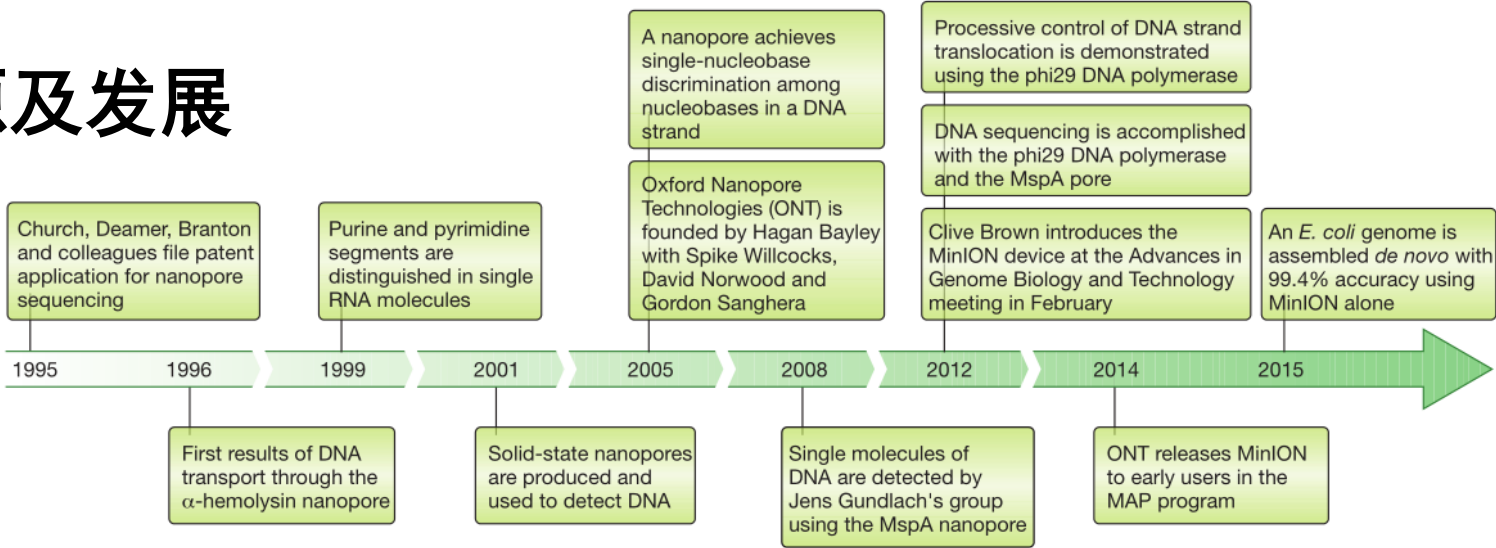 及发展
A nanopore achieves
single-nucleobase
discrimination among
nucleobases in a DNA
strand
Processive control of DNA strand
translocation is demonstrated
using the phi29 DNA polymerase
DNA sequencing is accomplished
with the phi29 DNA polymerase
and the MspA pore
Church, Deamer, Branton
and colleagues file patent
application for nanopore
sequencing
Purine and pyrimidine
segments are
distinguished in single
RNA molecules
Oxford Nanopore
Technologies (ONT) is
founded by Hagan Bayley
with Spike Willcocks,
David Norwood and
Gordon Sanghera
Clive Brown introduces the
MinION device at the Advances in
Genome Biology and Technology
meeting in February
An E. coli genome is
assembled de novo with
99.4% accuracy using
MinION alone
1995 1996 1999 2001 2005 2008 2012 2014 2015
First results of DNA
transport through the
α-hemolysin nanopore
Solid-state nanopores
are produced and
used to detect DNA
Single molecules of
DNA are detected by
Jens Gundlach's group
using the MspA nanopore
ONT releases MinION
to early users in the
MAP program